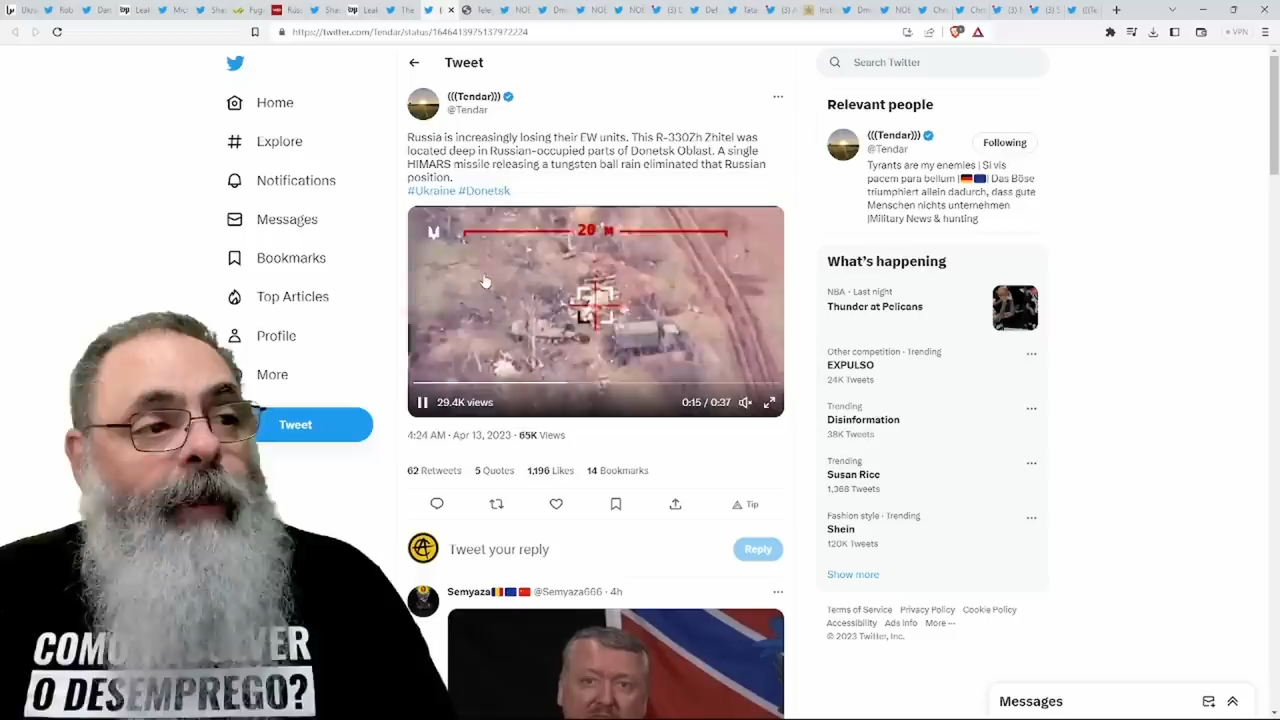 https://twitter.com/Tendar/status/1646413975137972224
VPN
Home
Explore
Notifications
Messages
Bookmarks
Top Articles
Profile
More
Tweet
Tweet
(((Tendar)))
@Tendar
Russia is increasingly losing their EW units. This R-330Zh Zhitel was
located deep in Russian-occupied parts of Donetsk Oblast. A single
HIMARS missile releasing a tungsten ball rain eliminated that Russian
position.
#Ukraine #Donetsk
20 м
29.4K views
0:15 / 0:37
4:24 AM · Apr 13, 2023 · 65K Views
62 Retweets 5 Quotes 1,196 Likes 14 Bookmarks
Tip
Tweet your reply
Reply
Semyaza @Semyaza666 · 4h
Search Twitter
Relevant people
(((Tendar)))
@Tendar
Following
Tyrants are my enemies | Si vis
pacem para bellum | | Das Böse
triumphiert allein dadurch, dass gute
Menschen nichts unternehmen
|Military News & hunting
What's happening
NBA · Last night
Thunder at Pelicans
Other competition · Trending
EXPULSO
24K Tweets
Trending
Disinformation
38K Tweets
Trending
Susan Rice
1,368 Tweets
Fashion style · Trending
Shein
120K Tweets
Show more
Terms of Service Privacy Policy Cookie Policy
Accessibility Ads info More ···
© 2023 Twitter, Inc.
Messages
O DESEMPREGO?